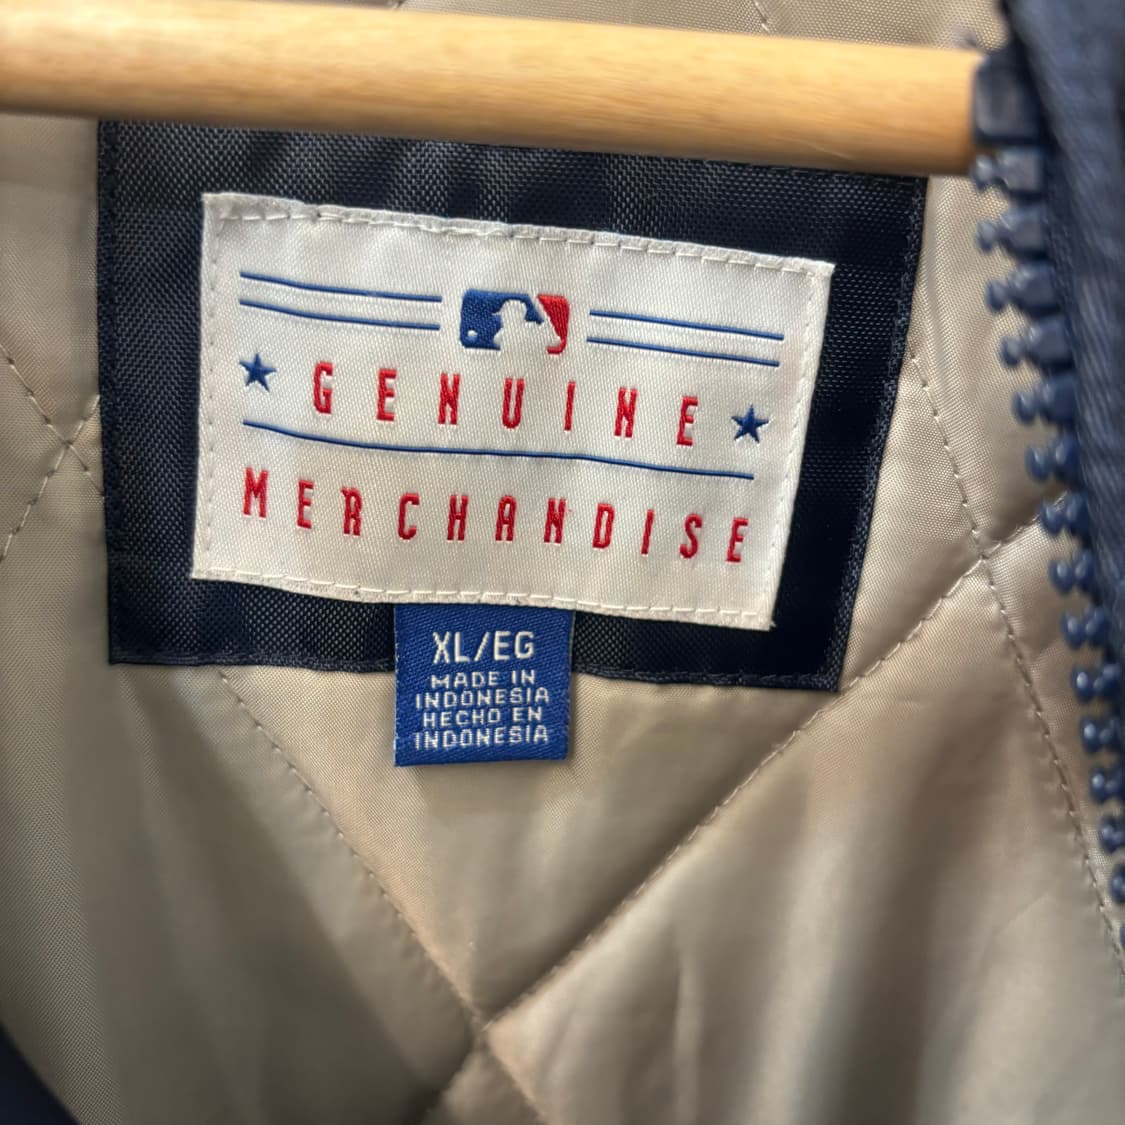 GENUINE
MERCHANDISE
XL/EG
MADE IN
INDONESIA
HECHO EN
INDONESIA